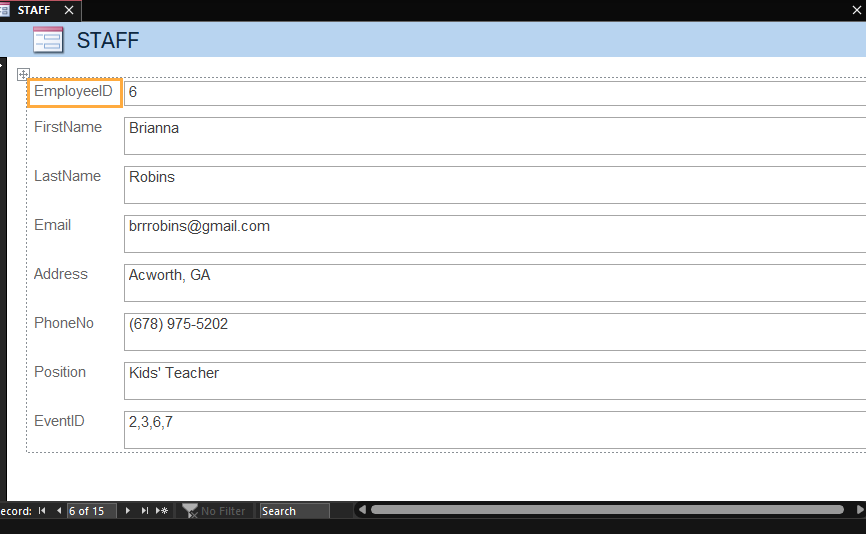 STAFF
STAFF
EmployeeID 6
FirstName Brianna
LastName Robins
Email brrrobins@gmail.com
Address Acworth, GA
PhoneNo (678) 975-5202
Position Kids' Teacher
EventID 2,3,6,7
ecord: 6 of 15 No Filter Search